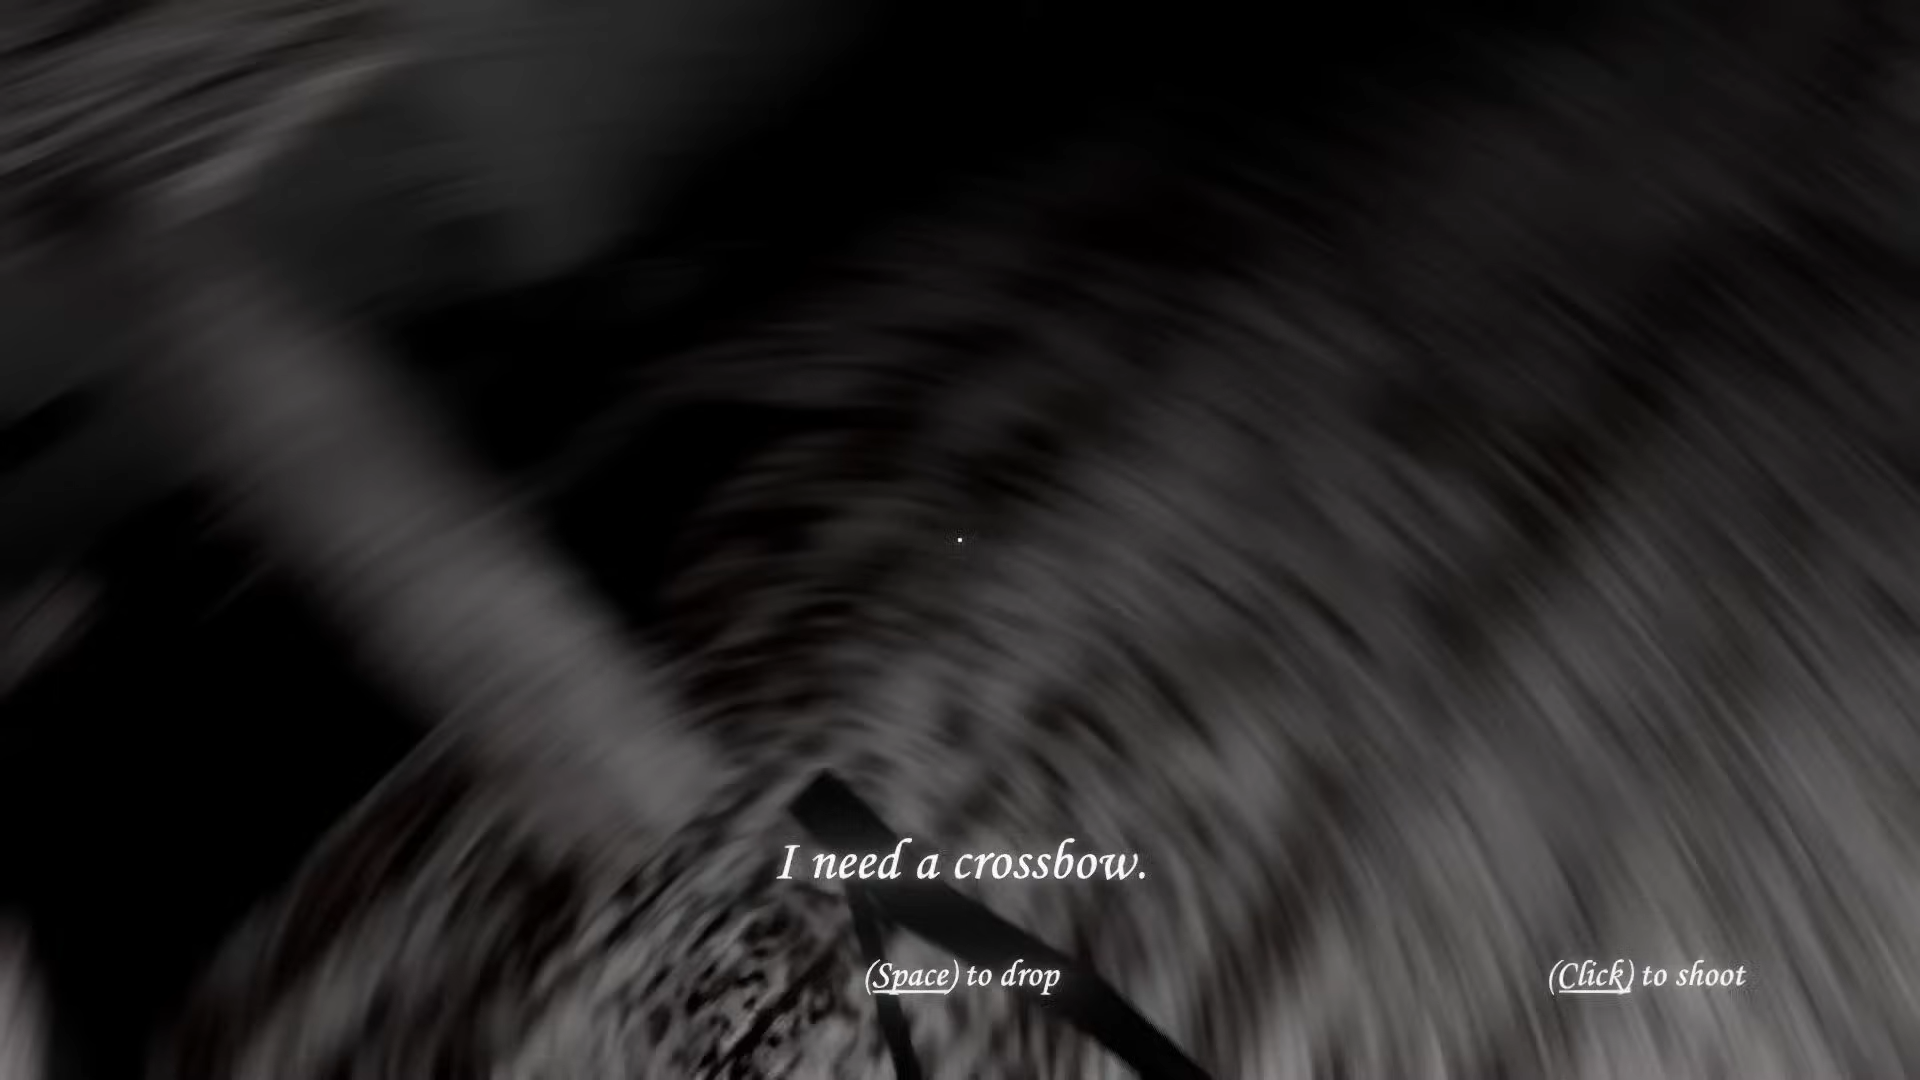 I need a crossbow.
(Space) to drop
(Click) to shoot